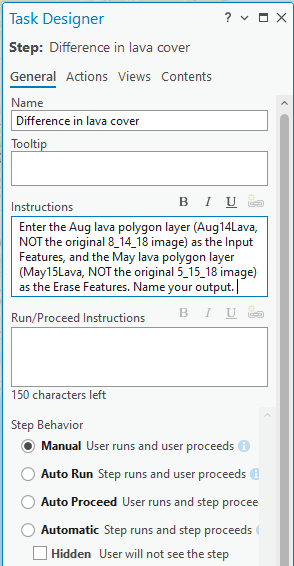 Task Designer
Step: Difference in lava cover
General Actions Views Contents
Name
Difference in lava cover
Tooltip
B I U
Instructions
Enter the Aug lava polygon layer (Aug14Lava,
NOT the original 8_14_18 image) as the Input
Features, and the May lava polygon layer
(May15Lava, NOT the original 5_15_18 image)
as the Erase Features. Name your output.
B I U
Run/Proceed Instructions
150 characters left
Step Behavior
Manual User runs and user proceeds
Auto Run Step runs and user proceeds
Auto Proceed User runs and step procee
Automatic Step runs and step proceeds
Hidden User will not see the step